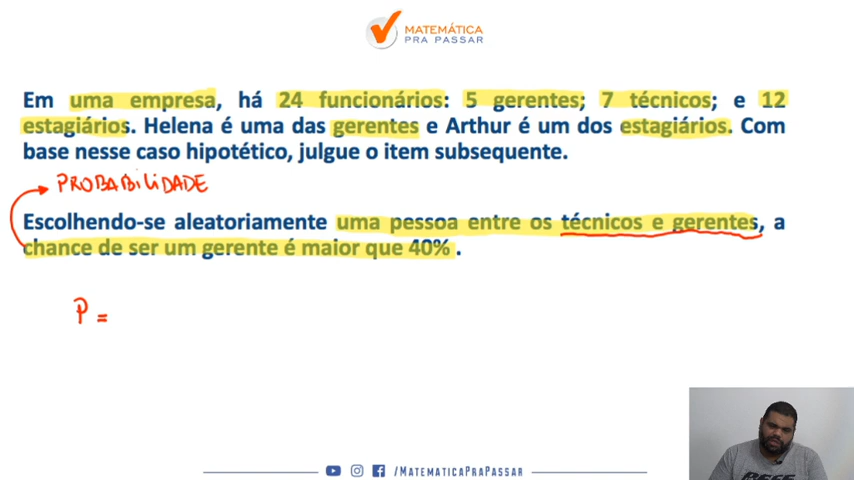 MATEMÁTICA
PRA PASSAR
Em uma empresa, há 24 funcionários: 5 gerentes; 7 técnicos; e 12
estagiários. Helena é uma das gerentes e Arthur é um dos estagiários. Com
base nesse caso hipotético, julgue o item subsequente.
PROBABILIDADE
Escolhendo-se aleatoriamente uma pessoa entre os técnicos e gerentes, a
chance de ser um gerente é maior que 40% .
P =
/MATEMATICAPRAPASSAR